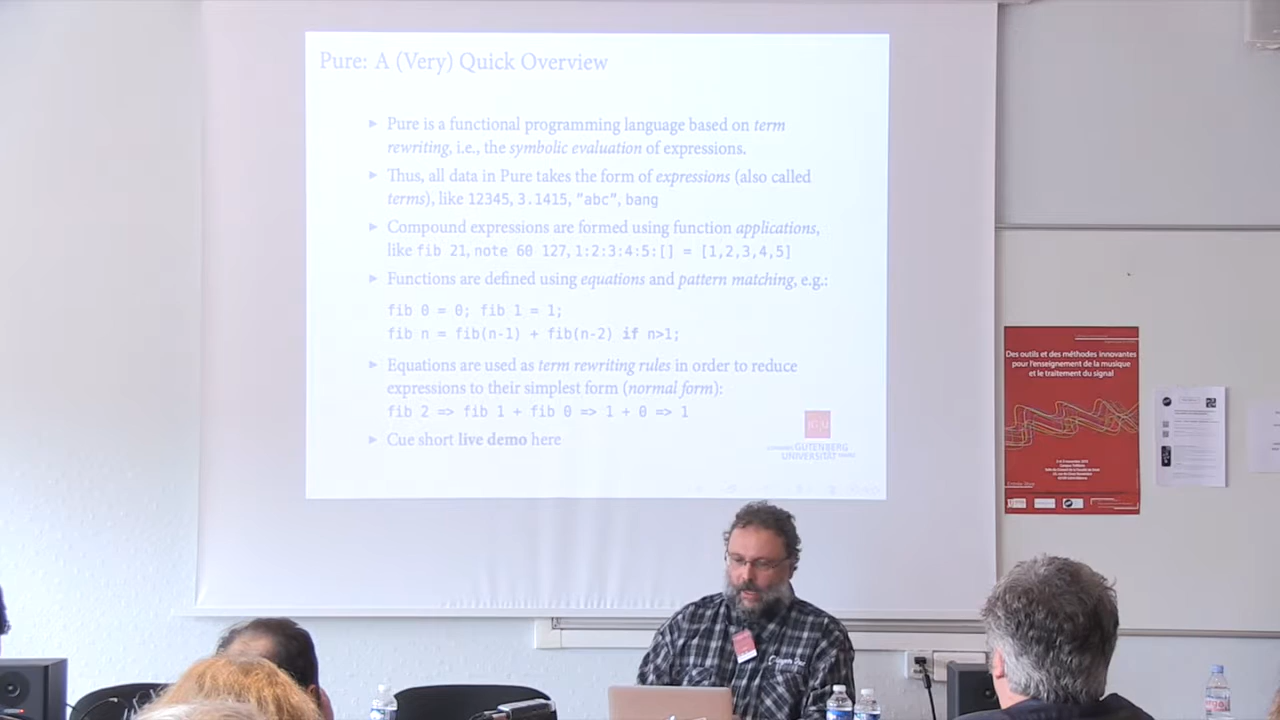 Pure: A (Very) Quick Overview
▶ Pure is a functional programming language based on term
rewriting, i.e., the symbolic evaluation of expressions.
▶ Thus, all data in Pure takes the form of expressions (also called
terms), like 12345, 3.1415, "abc", bang
▶ Compound expressions are formed using function applications,
like fib 21, note 60 127, 1:2:3:4:5:[] = [1,2,3,4,5]
▶ Functions are defined using equations and pattern matching, e.g.:
fib 0 = 0; fib 1 = 1;
fib n = fib(n-1) + fib(n-2) if n>1;
▶ Equations are used as term rewriting rules in order to reduce
expressions to their simplest form (normal form):
fib 2 => fib 1 + fib 0 => 1 + 0 => 1
▶ Cue short live demo here
JG|U
GUTENBERG
UNIVERSITÄT
Des outils et des méthodes innovantes
pour l'enseignement de la musique
et le traitement du signal